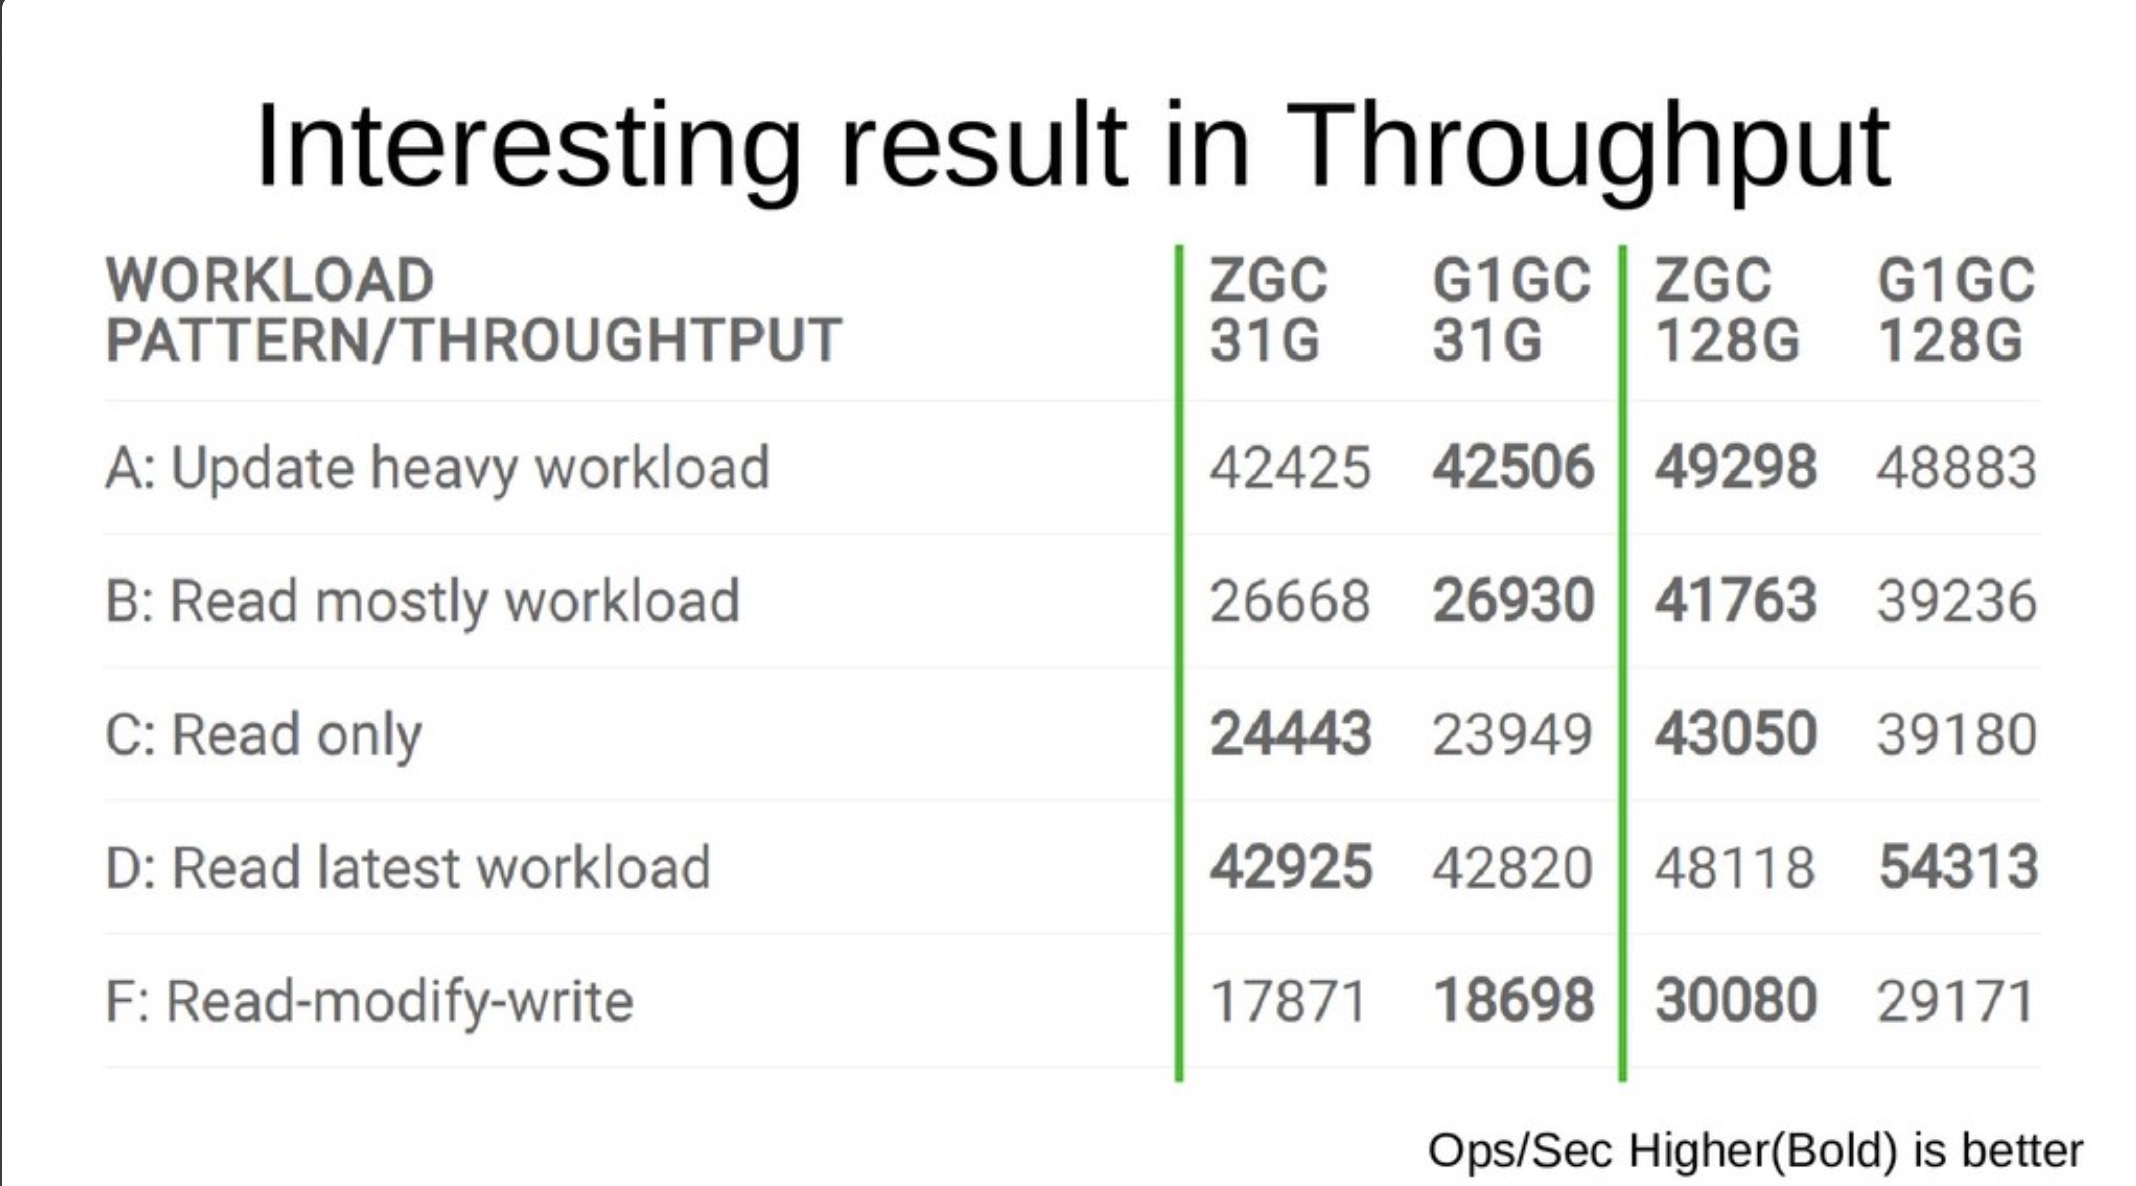 Interesting result in Throughput
WORKLOAD PATTERN/THROUGHTPUT ZGC 31G G1GC 31G ZGC 128G G1GC 128G
A: Update heavy workload 42425 42506 49298 48883
B: Read mostly workload 26668 26930 41763 39236
C: Read only 24443 23949 43050 39180
D: Read latest workload 42925 42820 48118 54313
F: Read-modify-write 17871 18698 30080 29171
Ops/Sec Higher(Bold) is better